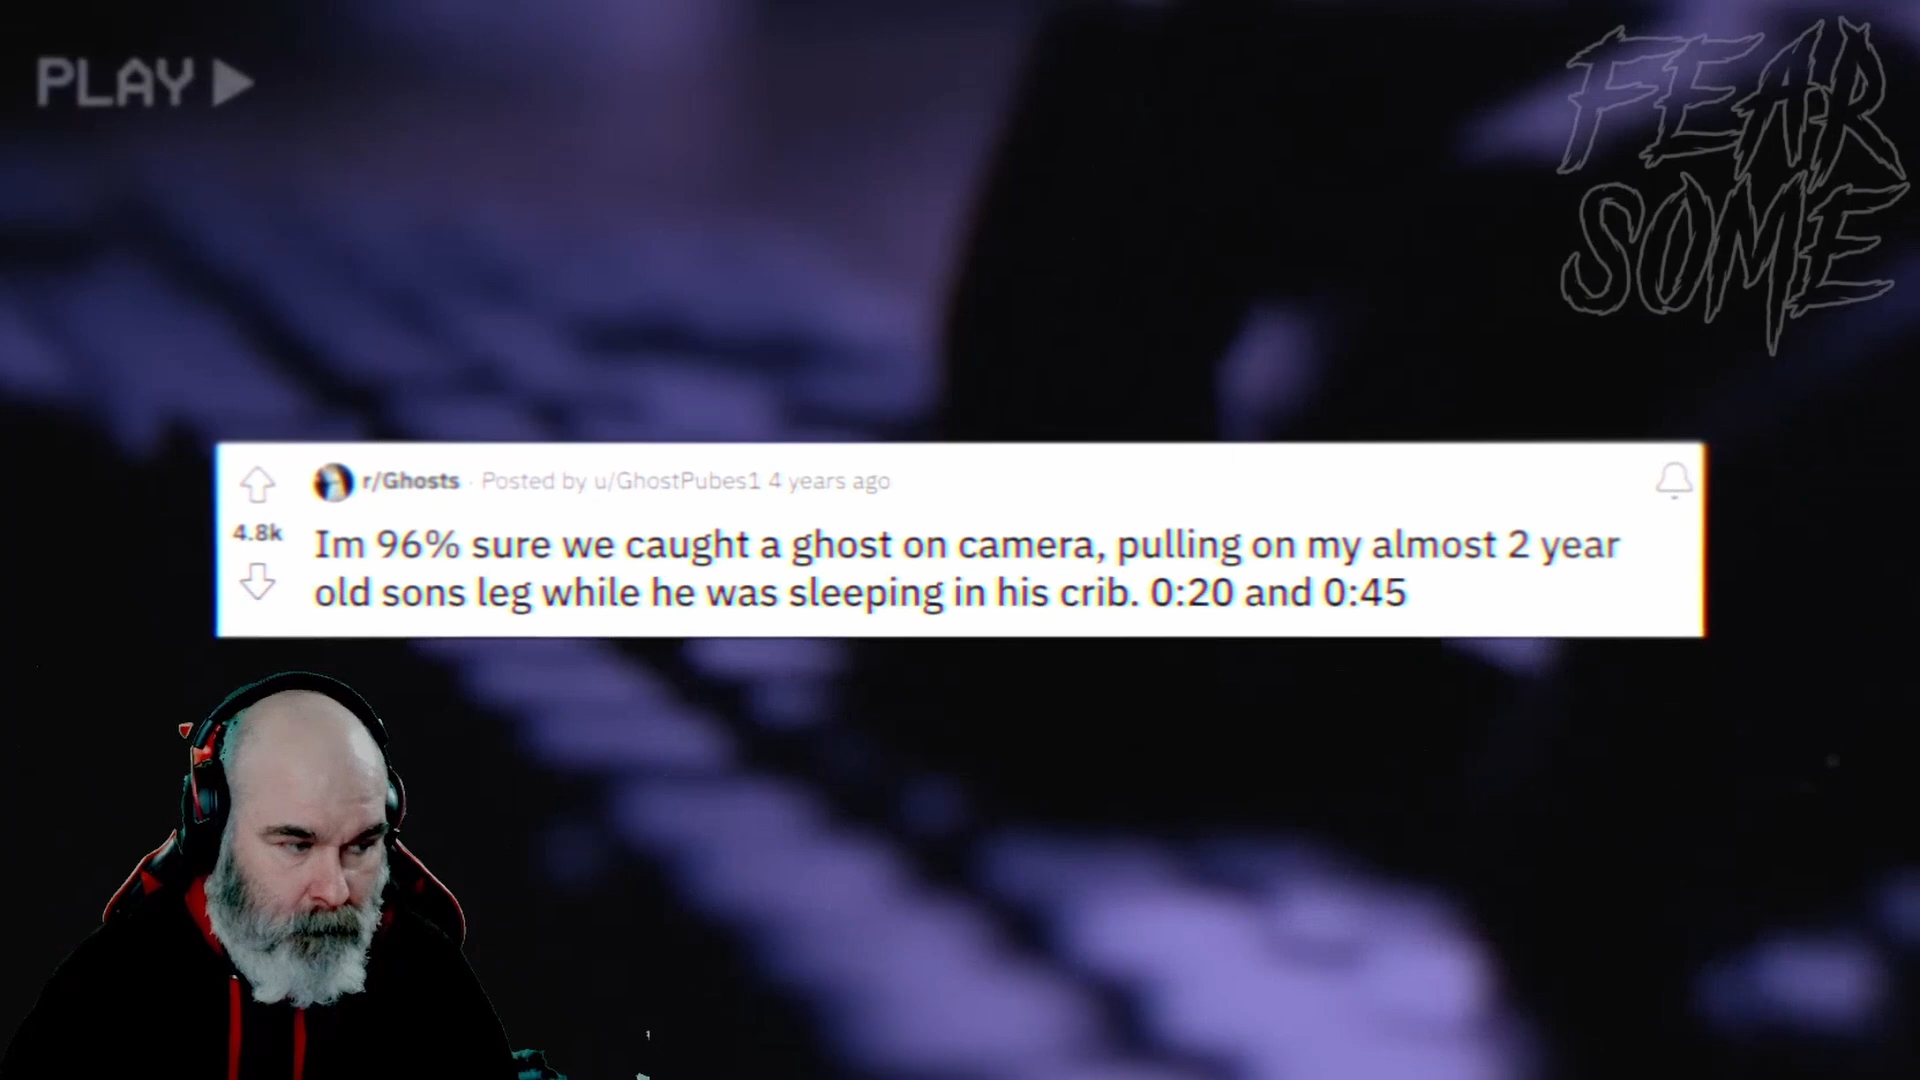 PLAY
FEAR
SOME
r/Ghosts · Posted by u/GhostPubes1 4 years ago
4.8k
Im 96% sure we caught a ghost on camera, pulling on my almost 2 year
old sons leg while he was sleeping in his crib. 0:20 and 0:45